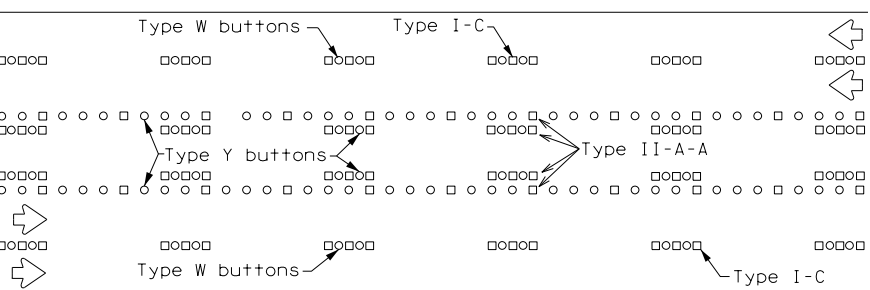 Type W buttons
Type I-C
Type Y buttons
Type II-A-A
Type W buttons
Type I-C